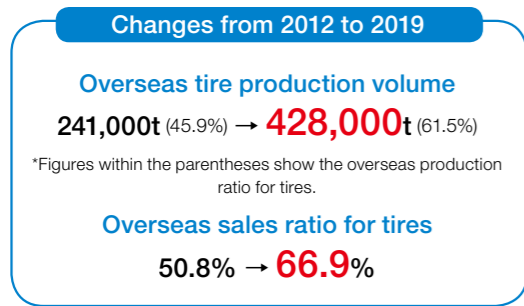 Changes from 2012 to 2019
Overseas tire production volume
241,000t (45.9%) → 428,000t (61.5%)
*Figures within the parentheses show the overseas production
ratio for tires.
Overseas sales ratio for tires
50.8% → 66.9%